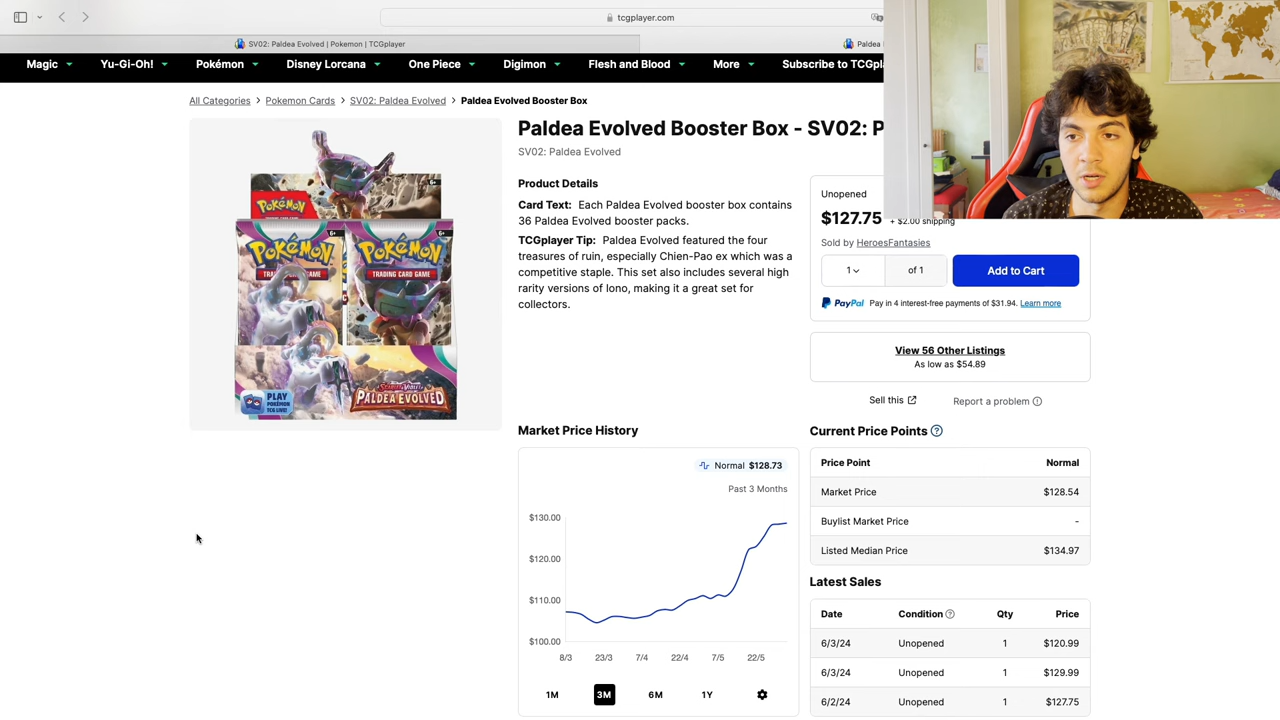 tcgplayer.com
SV02: Paldea Evolved | Pokemon | TCGplayer
Paldea
Magic Yu-Gi-Oh! Pokémon Disney Lorcana One Piece Digimon Flesh and Blood More Subscribe to TCGpla
All Categories > Pokemon Cards > SV02: Paldea Evolved > Paldea Evolved Booster Box
Paldea Evolved Booster Box - SV02: P
SV02: Paldea Evolved
Product Details
Card Text: Each Paldea Evolved booster box contains
36 Paldea Evolved booster packs.
TCGplayer Tip: Paldea Evolved featured the four
treasures of ruin, especially Chien-Pao ex which was a
competitive staple. This set also includes several high
rarity versions of Iono, making it a great set for
collectors.
Unopened
$127.75 + $2.00 shipping
Sold by HeroesFantasies
1 of 1 Add to Cart
PayPal Pay in 4 interest-free payments of $31.94. Learn more
View 56 Other Listings
As low as $54.89
Sell this Report a problem
6+
Pokémon
6+ 6+
Pokémon Pokémon
TRADING CARD GAME TRADING CARD GAME
PLAY
POKÉMON
TCG LIVE!
SCARLET & VIOLET
PALDEA EVOLVED
Market Price History
Normal $128.73
Past 3 Months
$130.00
$120.00
$110.00
$100.00
8/3 23/3 7/4 22/4 7/5 22/5
1M 3M 6M 1Y
Current Price Points
Price Point Normal
Market Price $128.54
Buylist Market Price -
Listed Median Price $134.97
Latest Sales
Date Condition Qty Price
6/3/24 Unopened 1 $120.99
6/3/24 Unopened 1 $129.99
6/2/24 Unopened 1 $127.75